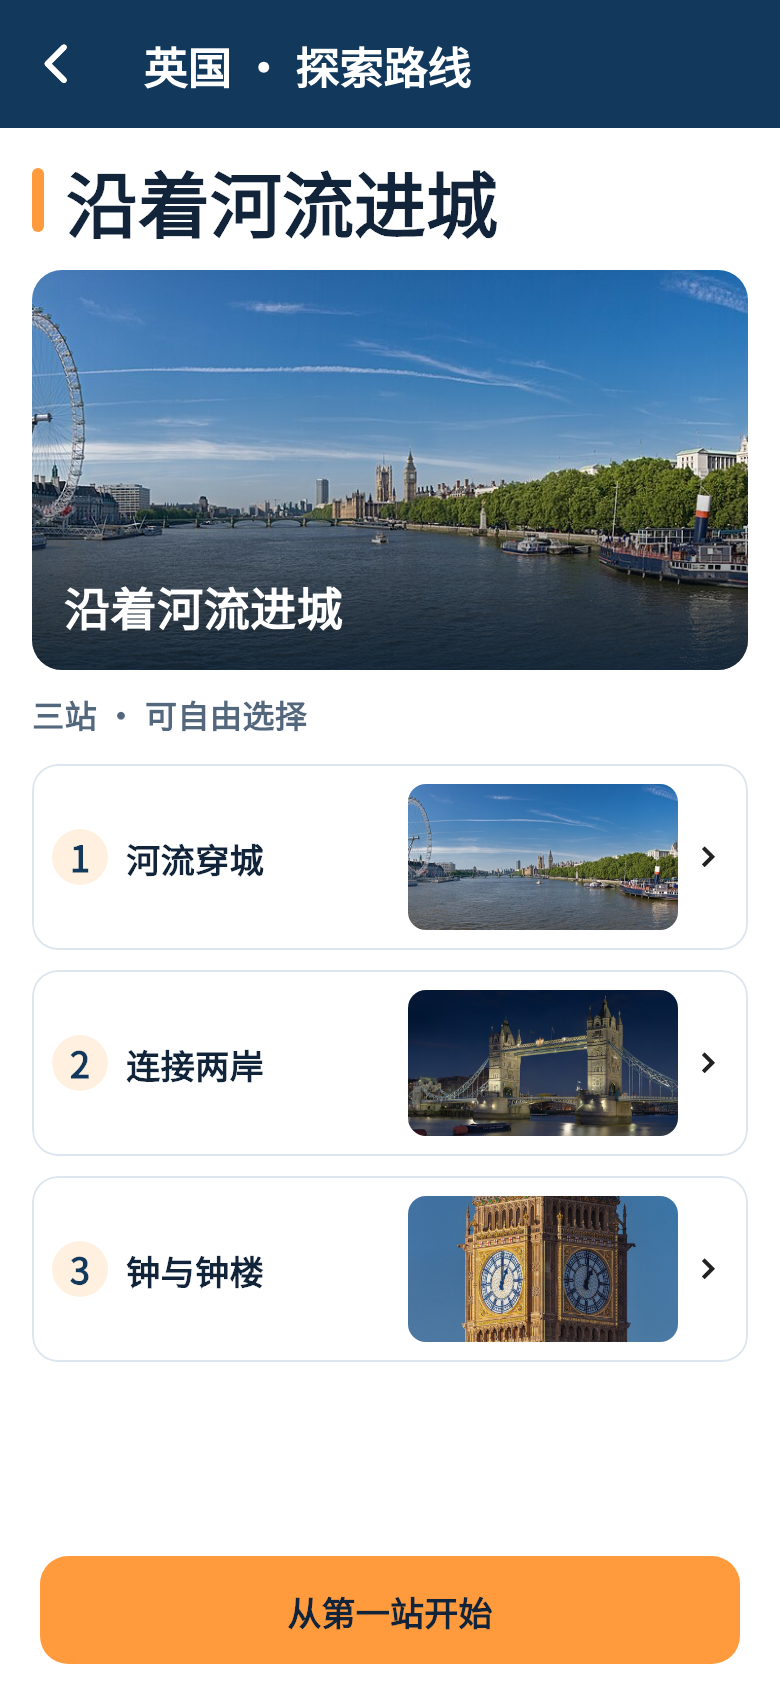 英国 · 探索路线
沿着河流进城
沿着河流进城
三站 · 可自由选择
1 河流穿城
2 连接两岸
3 钟与钟楼
从第一站开始